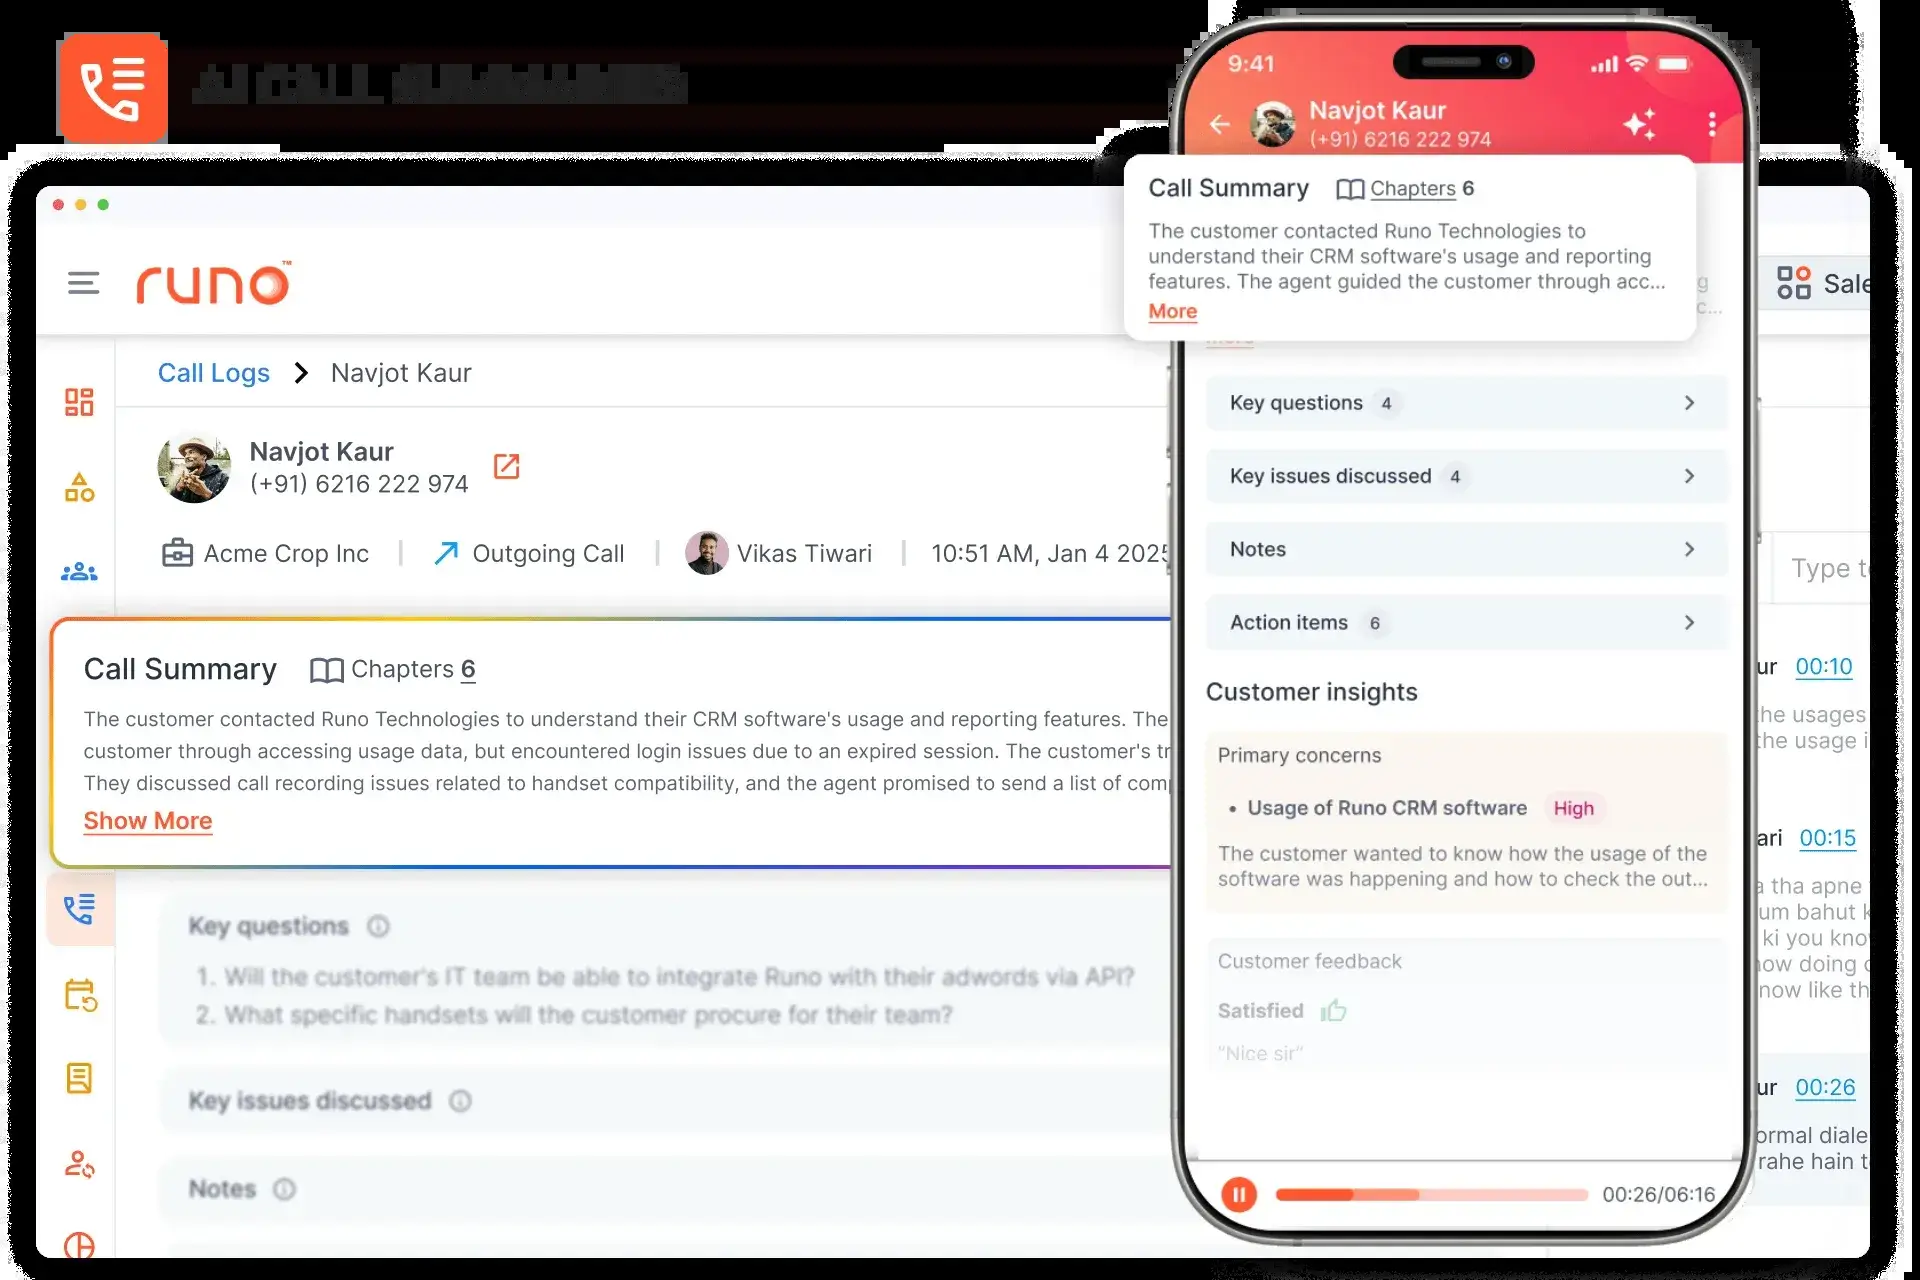 AI CALL SUMMARIES
runo™
Sale
Call Logs > Navjot Kaur
Navjot Kaur
(+91) 6216 222 974
Acme Crop Inc | Outgoing Call | Vikas Tiwari | 10:51 AM, Jan 4 2025
Call Summary Chapters 6
The customer contacted Runo Technologies to understand their CRM software's usage and reporting features. The
customer through accessing usage data, but encountered login issues due to an expired session. The customer's tr
They discussed call recording issues related to handset compatibility, and the agent promised to send a list of com
Show More
Key questions
1. Will the customer's IT team be able to integrate Runo with their adwords via API?
2. What specific handsets will the customer procure for their team?
Key issues discussed
Notes
9:41
Navjot Kaur
(+91) 6216 222 974
Call Summary Chapters 6
The customer contacted Runo Technologies to
understand their CRM software's usage and reporting
features. The agent guided the customer through acc...
More
Key questions 4
Key issues discussed 4
Notes
Action items 6
Customer insights
Primary concerns
• Usage of Runo CRM software High
The customer wanted to know how the usage of the
software was happening and how to check the out...
Customer feedback
Satisfied
"Nice sir"
00:26/06:16
Type t
ur 00:10
the usages
the usage i
ari 00:15
a tha apne
um bahut k
ki you kno
now doing
now like th
ur 00:26
ormal diale
rahe hain t